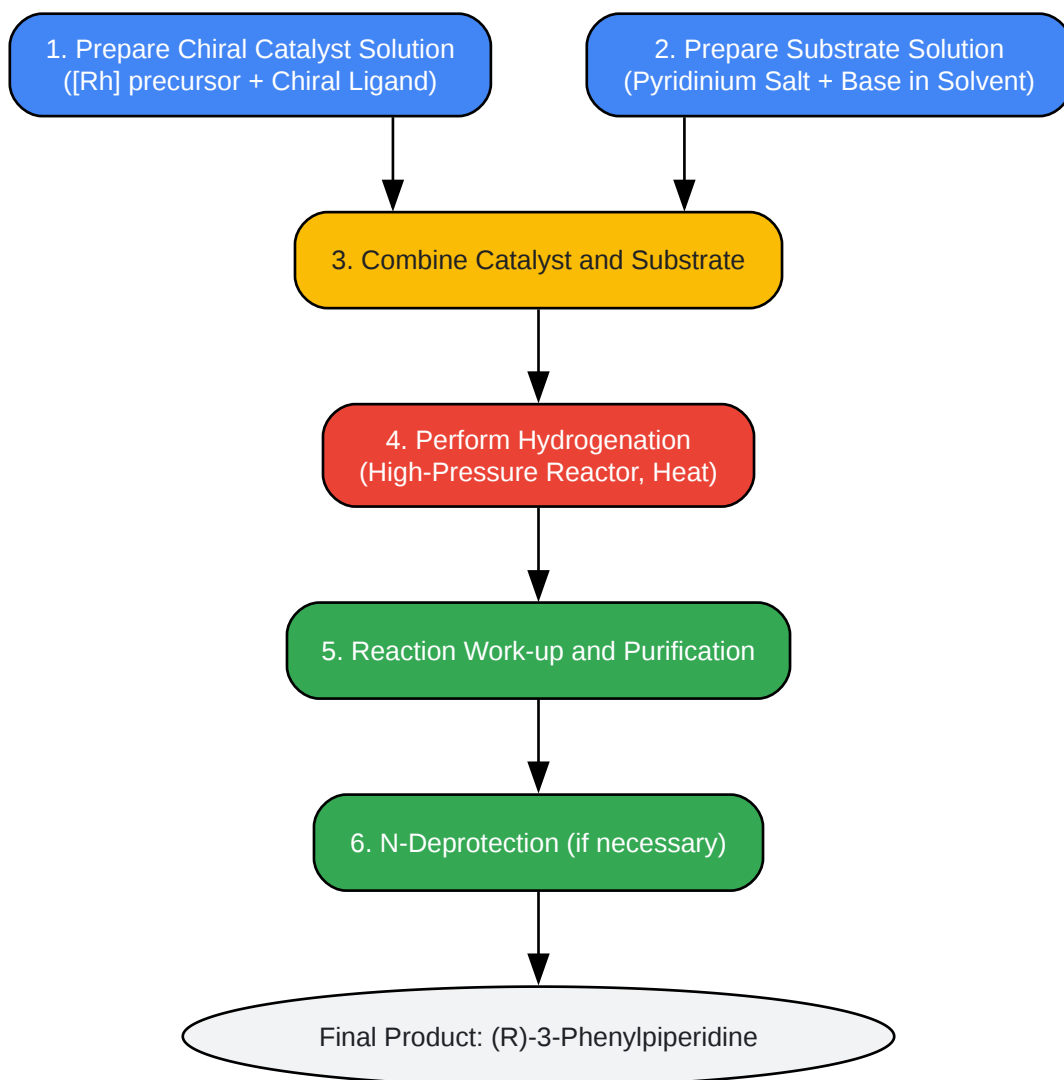 1. Prepare Chiral Catalyst Solution
([Rh] precursor + Chiral Ligand)
2. Prepare Substrate Solution
(Pyridinium Salt + Base in Solvent)
3. Combine Catalyst and Substrate
4. Perform Hydrogenation
(High-Pressure Reactor, Heat)
5. Reaction Work-up and Purification
6. N-Deprotection (if necessary)
Final Product: (R)-3-Phenylpiperidine